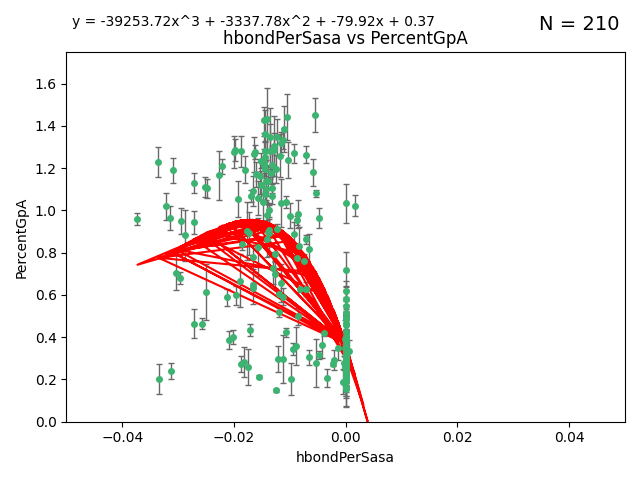 y = -39253.72x^3 + -3337.78x^2 + -79.92x + 0.37
N = 210
hbondPerSasa vs PercentGpA
1.6
1.4
1.2
1.0
0.8
0.6
0.4
0.2
0.0
PercentGpA
−0.04 −0.02 0.00 0.02 0.04
hbondPerSasa